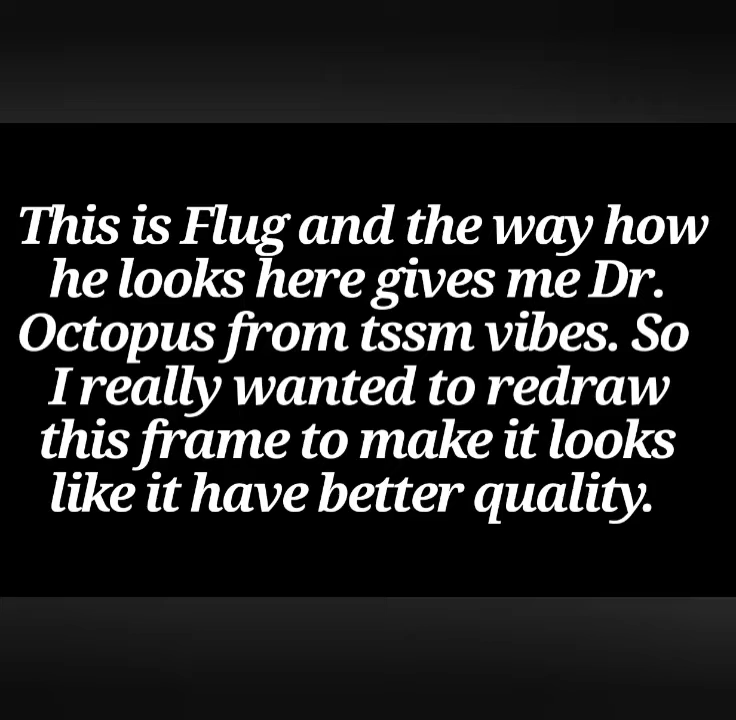 This is Flug and the way how
he looks here gives me Dr.
Octopus from tssm vibes. So
I really wanted to redraw
this frame to make it looks
like it have better quality.